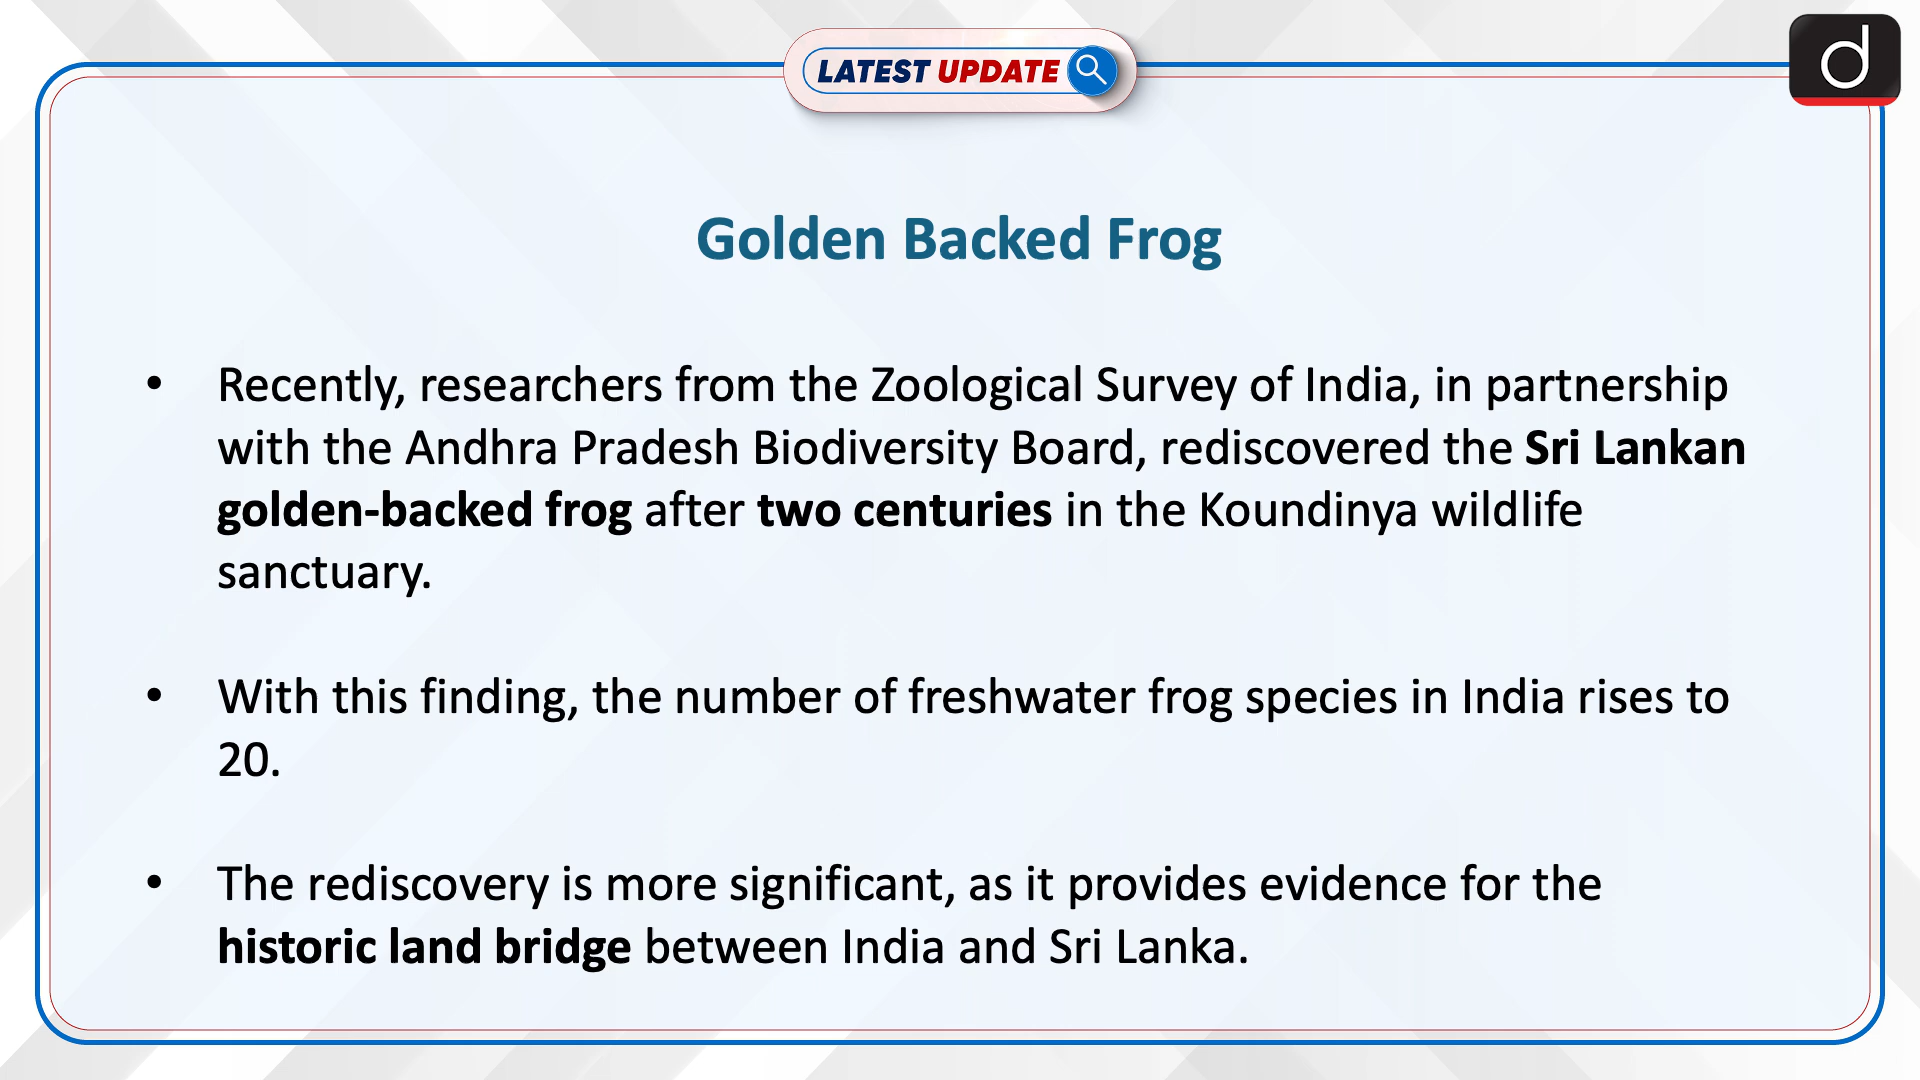 LATEST UPDATE
d
Golden Backed Frog
• Recently, researchers from the Zoological Survey of India, in partnership
with the Andhra Pradesh Biodiversity Board, rediscovered the Sri Lankan
golden-backed frog after two centuries in the Koundinya wildlife
sanctuary.
• With this finding, the number of freshwater frog species in India rises to
20.
• The rediscovery is more significant, as it provides evidence for the
historic land bridge between India and Sri Lanka.